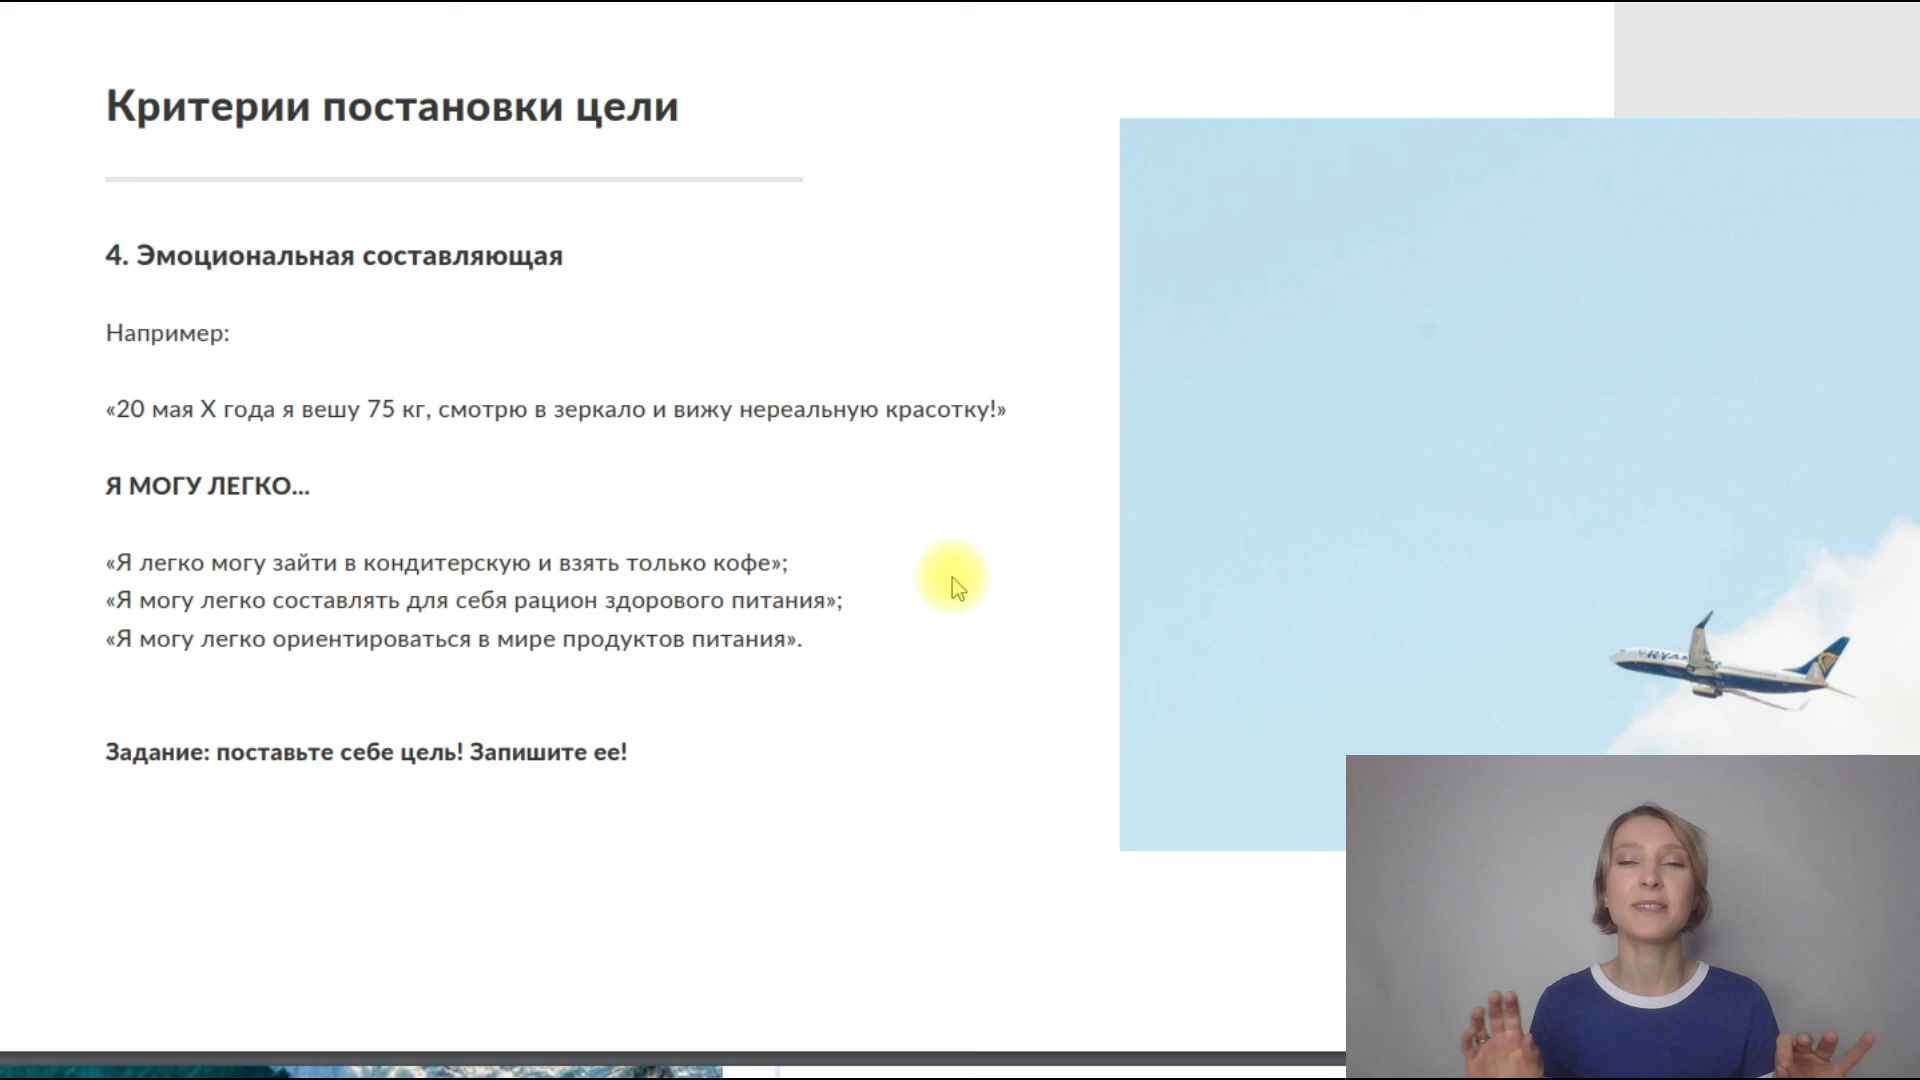 Критерии постановки цели
4. Эмоциональная составляющая
Например:
«20 мая X года я вешу 75 кг, смотрю в зеркало и вижу нереальную красотку!»
Я МОГУ ЛЕГКО...
«Я легко могу зайти в кондитерскую и взять только кофе»;
«Я могу легко составлять для себя рацион здорового питания»;
«Я могу легко ориентироваться в мире продуктов питания».
Задание: поставьте себе цель! Запишите ее!